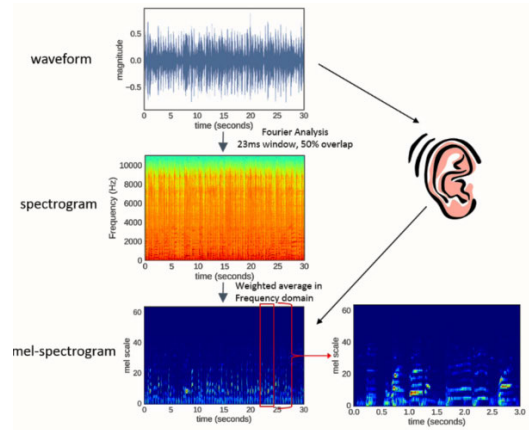 waveform
magnitude
0.5
0.0
−0.5
0 5 10 15 20 25 30
time (seconds)
Fourier Analysis
23ms window, 50% overlap
spectrogram
Frequency (Hz)
10000
8000
6000
4000
2000
0
0 5 10 15 20 25 30
time (seconds)
Weighted average in
Frequency domain
mel-spectrogram
mel scale
60
40
20
0
0 5 10 15 20 25 30
time (seconds)
mel scale
60
40
20
0
0.0 0.5 1.0 1.5 2.0 2.5 3.0
time (seconds)